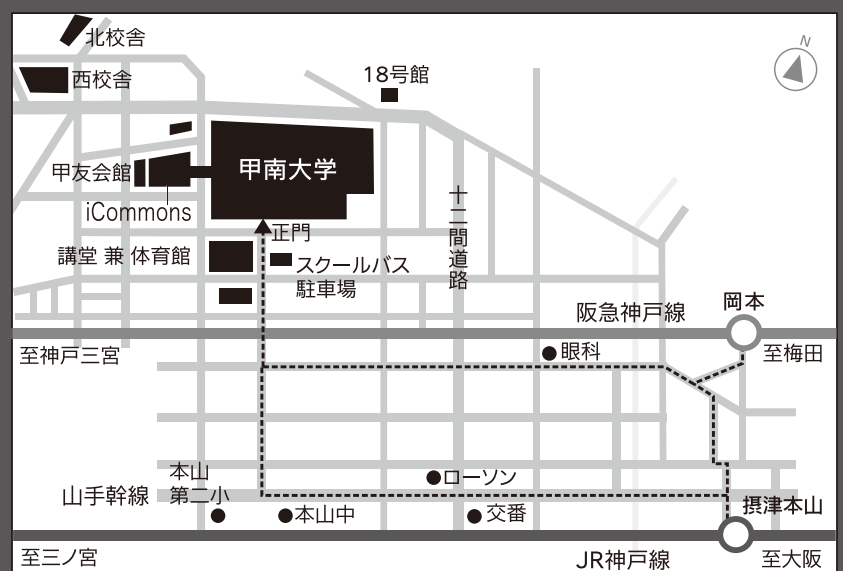 北校舎
N
西校舎
18号館
甲南大学
甲友会館
iCommons
十二間道路
正門
講堂 兼 体育館
スクールバス
駐車場
岡本
阪急神戸線
至神戸三宮
眼科
至梅田
本山
第二小
ローソン
山手幹線
本山中
交番
摂津本山
至三ノ宮
JR神戸線
至大阪